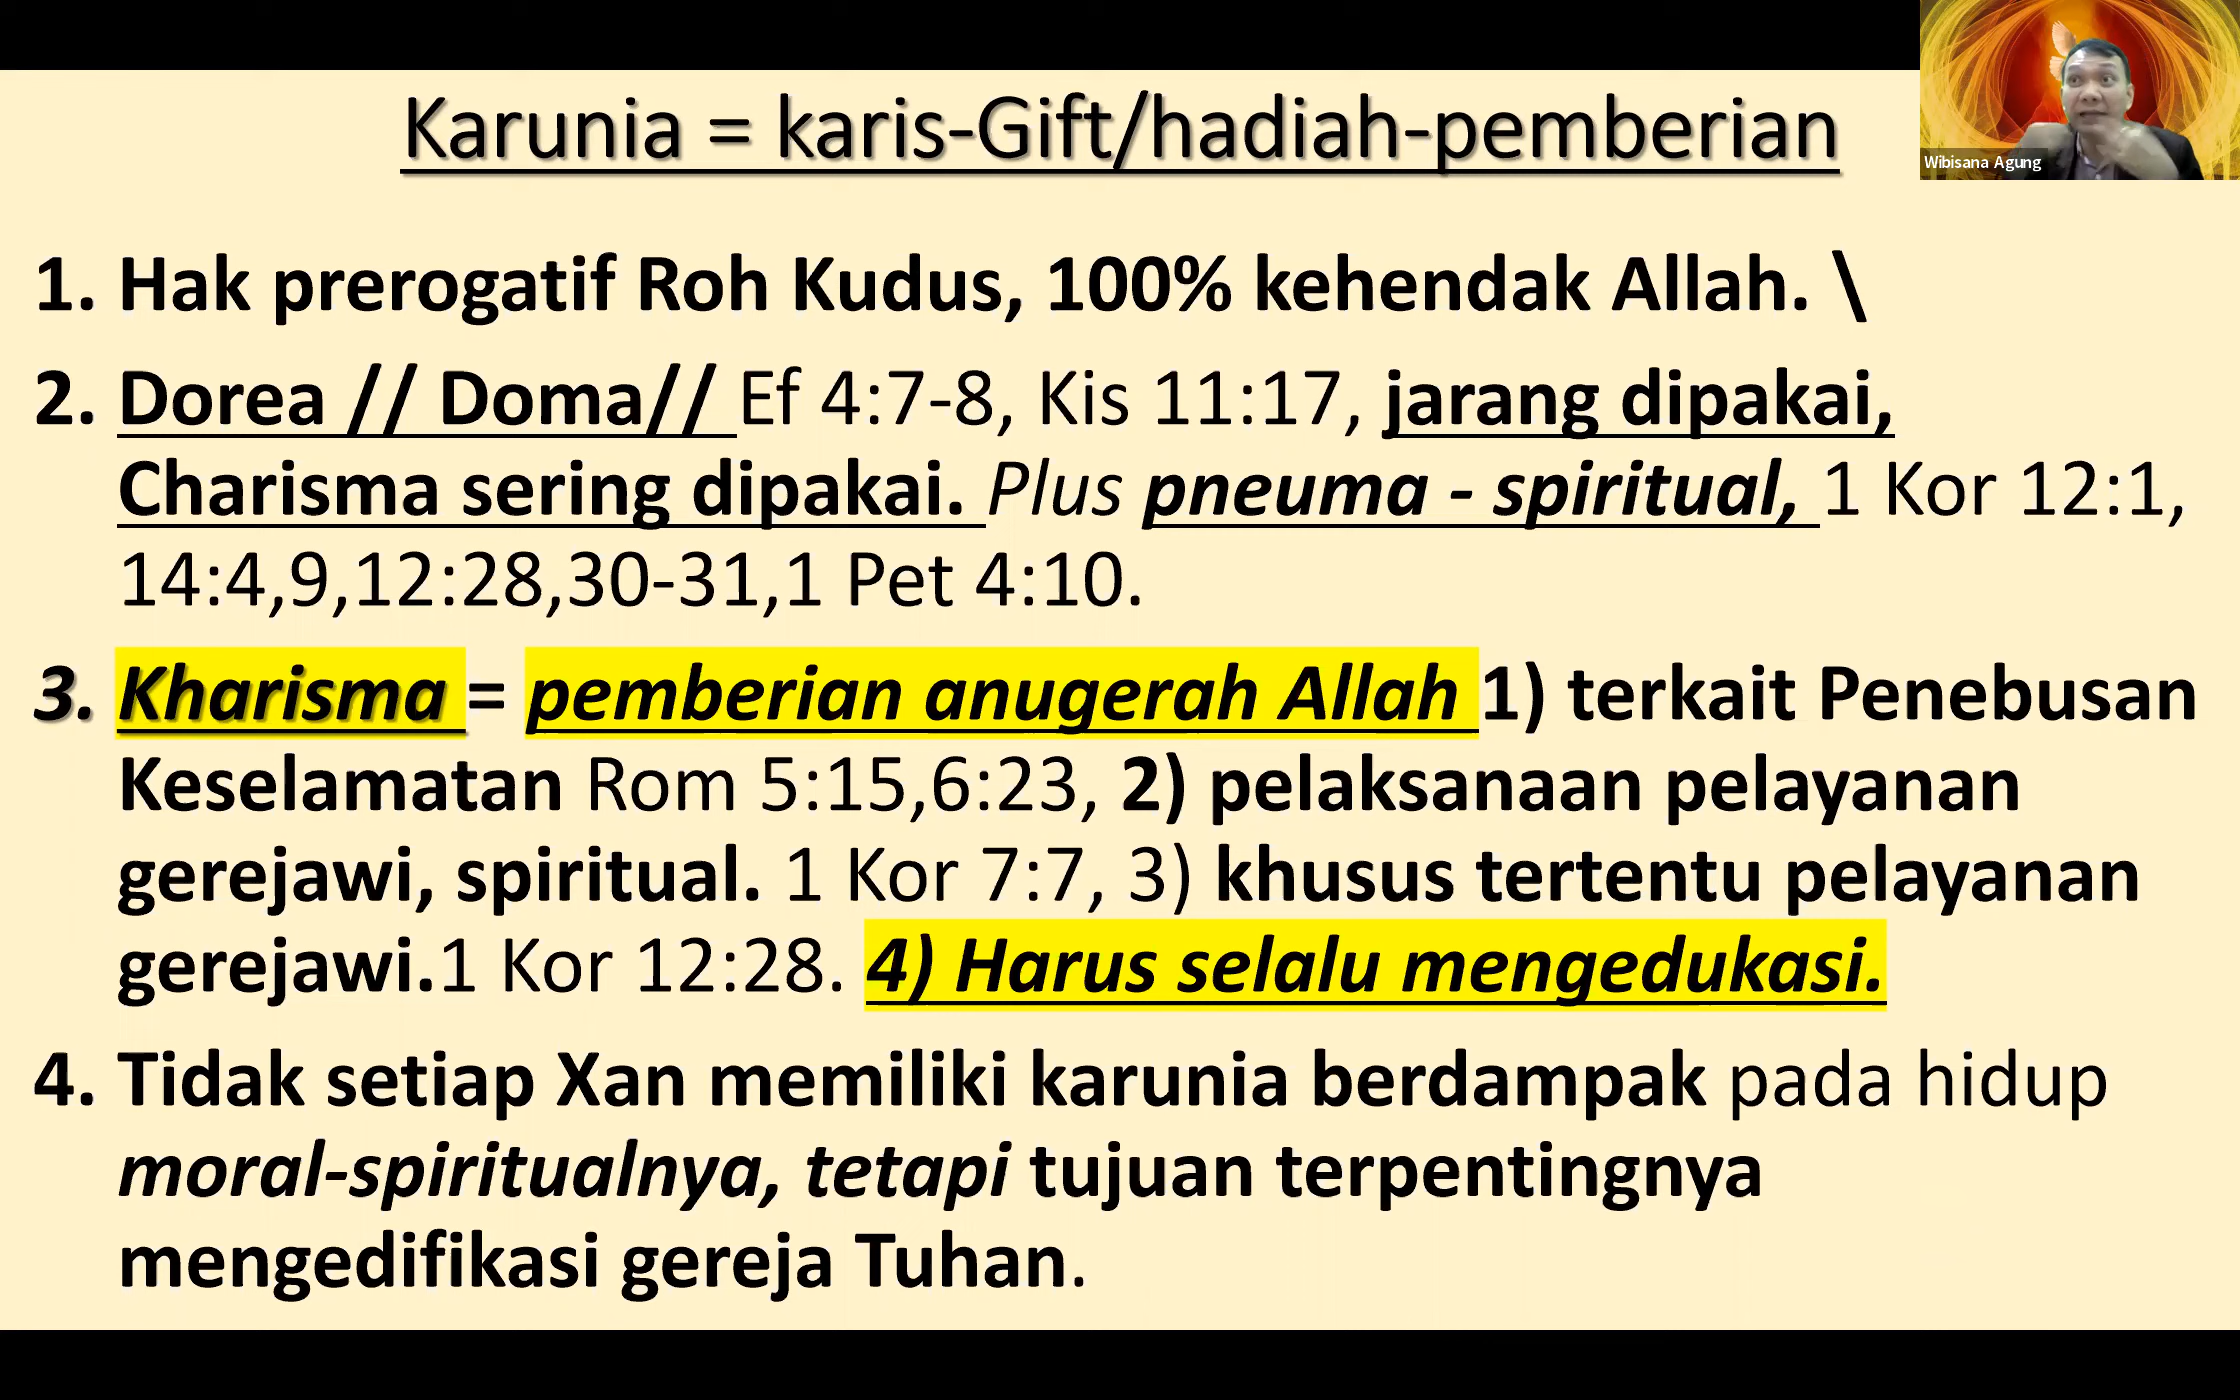 Karunia = karis-Gift/hadiah-pemberian
Wibisana Agung
1. Hak prerogatif Roh Kudus, 100% kehendak Allah. \
2. Dorea // Doma// Ef 4:7-8, Kis 11:17, jarang dipakai,
Charisma sering dipakai. Plus pneuma - spiritual, 1 Kor 12:1,
14:4,9,12:28,30-31,1 Pet 4:10.
3. Kharisma = pemberian anugerah Allah 1) terkait Penebusan
Keselamatan Rom 5:15,6:23, 2) pelaksanaan pelayanan
gerejawi, spiritual. 1 Kor 7:7, 3) khusus tertentu pelayanan
gerejawi.1 Kor 12:28. 4) Harus selalu mengedukasi.
4. Tidak setiap Xan memiliki karunia berdampak pada hidup
moral-spiritualnya, tetapi tujuan terpentingnya
mengedifikasi gereja Tuhan.